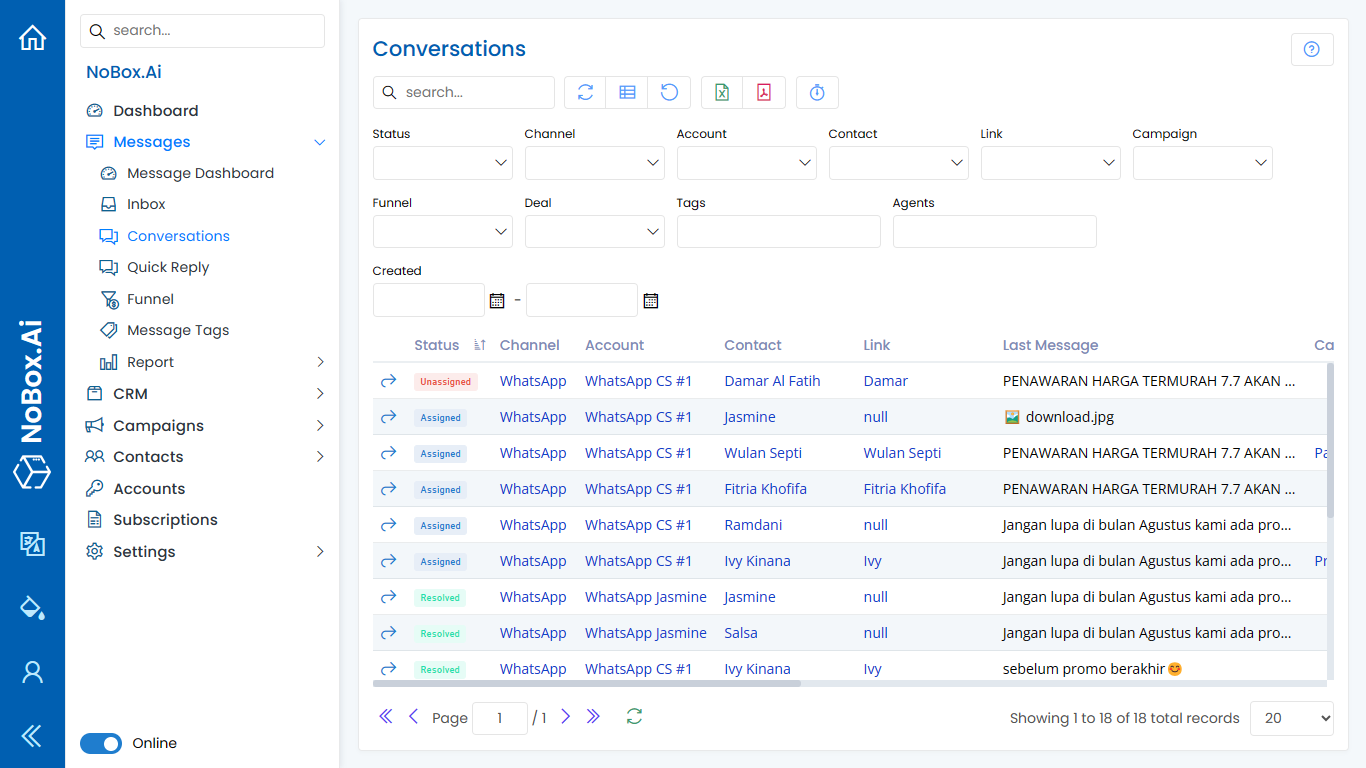 search...
NoBox.Ai
Dashboard
Messages
Message Dashboard
Inbox
Conversations
Quick Reply
Funnel
Message Tags
Report
CRM
Campaigns
Contacts
Accounts
Subscriptions
Settings
Online
NoBox.Ai
Conversations
search...
Status Channel Account Contact Link Campaign
Funnel Deal Tags Agents
Created
-
Status Channel Account Contact Link Last Message Ca
Unassigned WhatsApp WhatsApp CS #1 Damar Al Fatih Damar PENAWARAN HARGA TERMURAH 7.7 AKAN ...
Assigned WhatsApp WhatsApp CS #1 Jasmine null 🖼️ download.jpg
Assigned WhatsApp WhatsApp CS #1 Wulan Septi Wulan Septi PENAWARAN HARGA TERMURAH 7.7 AKAN ... Pa
Assigned WhatsApp WhatsApp CS #1 Fitria Khofifa Fitria Khofifa PENAWARAN HARGA TERMURAH 7.7 AKAN ...
Assigned WhatsApp WhatsApp CS #1 Ramdani null Jangan lupa di bulan Agustus kami ada pro...
Assigned WhatsApp WhatsApp CS #1 Ivy Kinana Ivy Jangan lupa di bulan Agustus kami ada pro... Pr
Resolved WhatsApp WhatsApp Jasmine Jasmine null Jangan lupa di bulan Agustus kami ada pro...
Resolved WhatsApp WhatsApp Jasmine Salsa null Jangan lupa di bulan Agustus kami ada pro...
Resolved WhatsApp WhatsApp CS #1 Ivy Kinana Ivy sebelum promo berakhir 😊
Page 1 / 1 Showing 1 to 18 of 18 total records 20